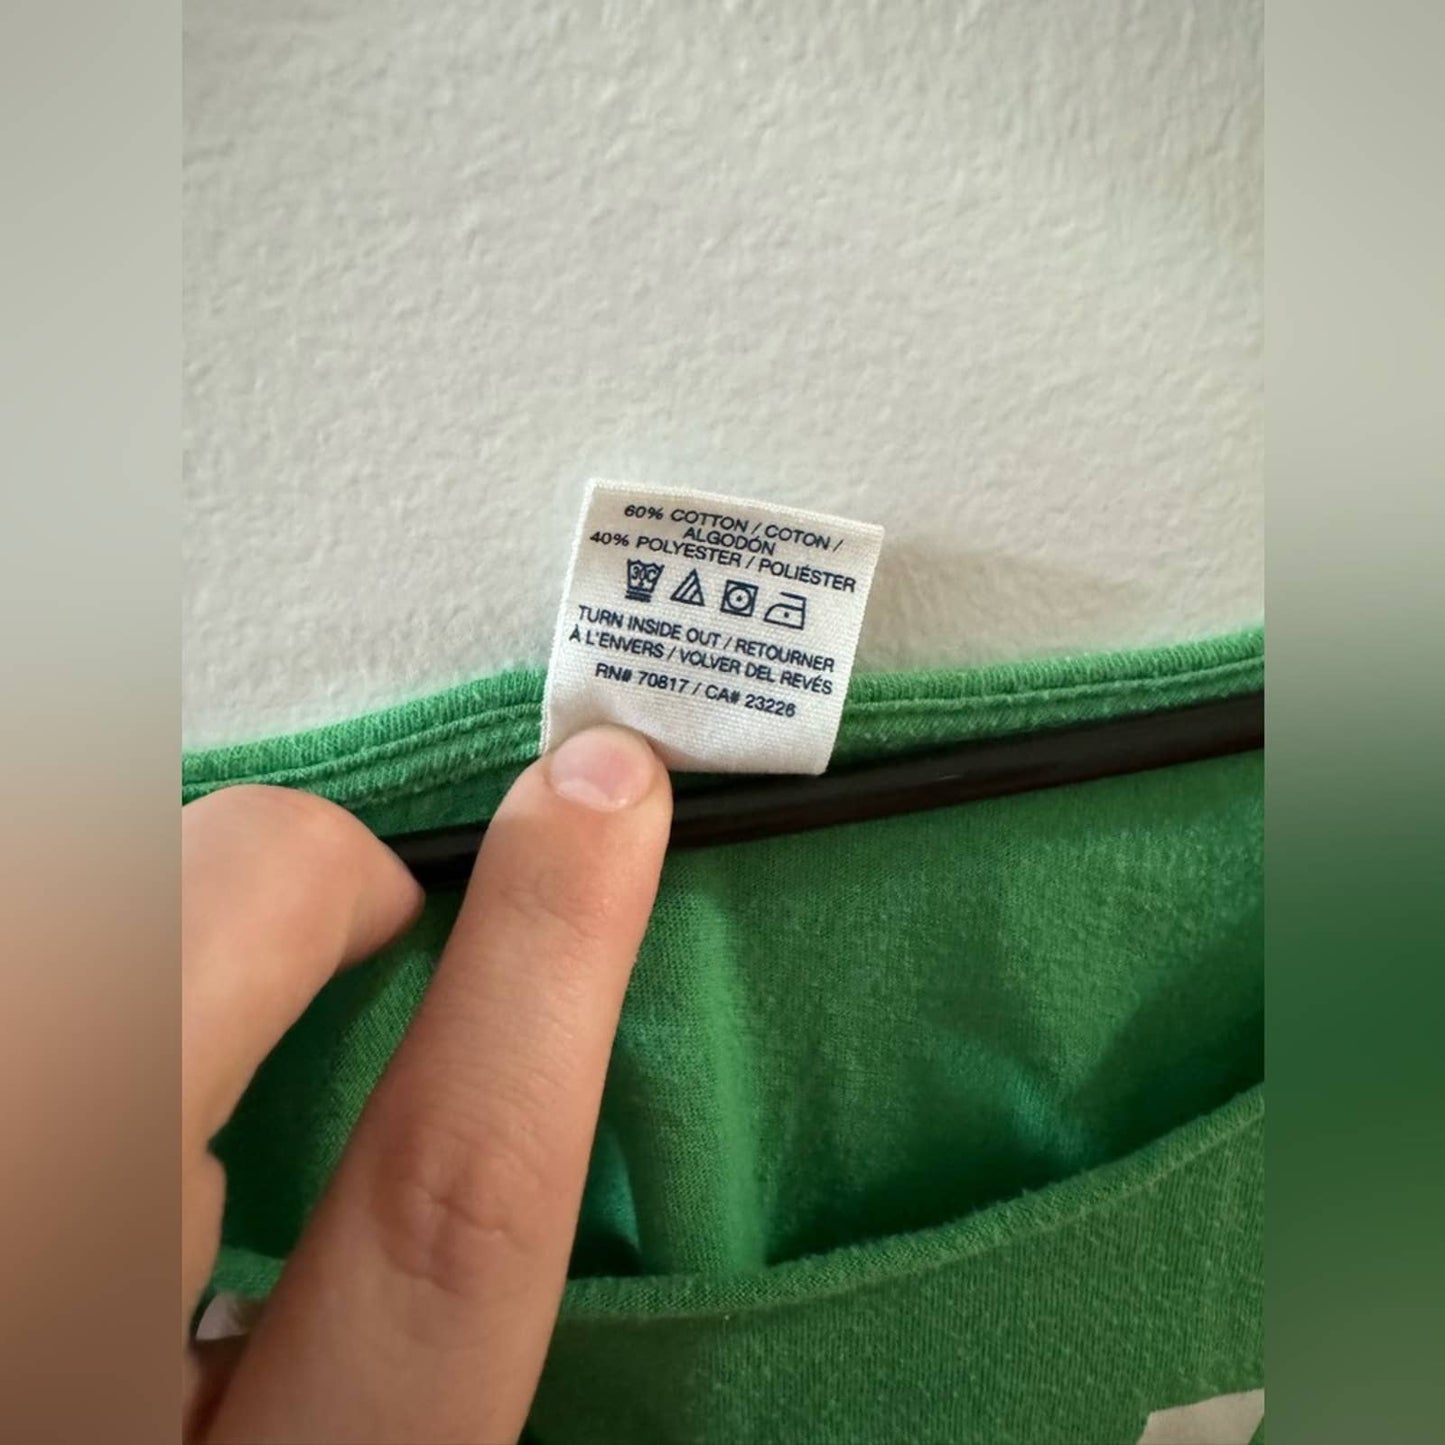 60% COTTON / COTON /
ALGODÓN
40% POLYESTER / POLIÉSTER
30C
TURN INSIDE OUT / RETOURNER
À L'ENVERS / VOLVER DEL REVÉS
RN# 70817 / CA# 23226